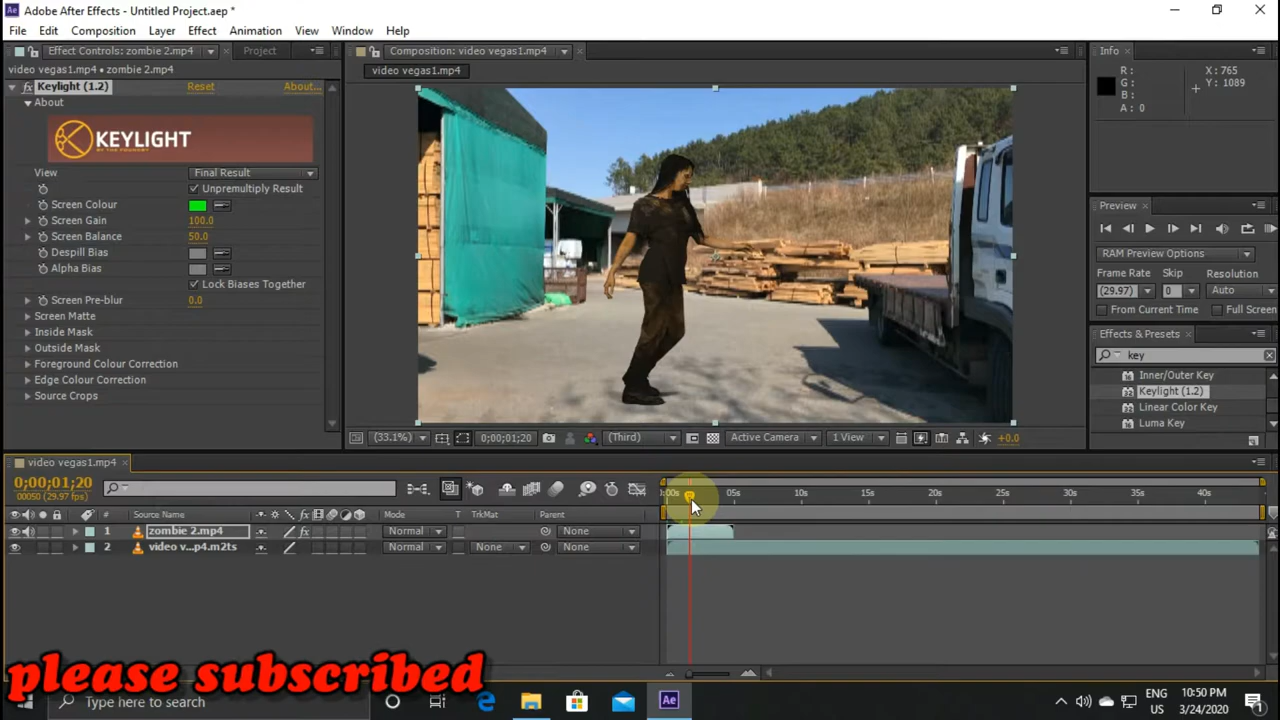 Adobe After Effects - Untitled Project.aep *
File Edit Composition Layer Effect Animation View Window Help
Effect Controls: zombie 2.mp4 Project
video vegas1.mp4 • zombie 2.mp4
Keylight (1.2) Reset About...
About
KEYLIGHT
View Final Result
Unpremultiply Result
Screen Colour
Screen Gain 100.0
Screen Balance 50.0
Despill Bias
Alpha Bias
Lock Biases Together
Screen Pre-blur 0.0
Screen Matte
Inside Mask
Outside Mask
Foreground Colour Correction
Edge Colour Correction
Source Crops
Composition: video vegas1.mp4
video vegas1.mp4
(33.1%) 0;00;01;20 (Third) Active Camera 1 View +0.0
Info
R: X: 765
G: Y: 1089
B:
A: 0
Preview
RAM Preview Options
Frame Rate Skip Resolution
(29.97) 0 Auto
From Current Time Full Screen
Effects & Presets
key
Inner/Outer Key
Keylight (1.2)
Linear Color Key
Luma Key
video vegas1.mp4
0;00;01;20
00050 (29.97 fps)
0:00s 05s 10s 15s 20s 25s 30s 35s 40s
# Source Name Mode T TrkMat Parent
1 zombie 2.mp4 Normal None
2 video v...p4.m2ts Normal None None
please subscribed
Type here to search
Ae
ENG
US
10:50 PM
3/24/2020
1